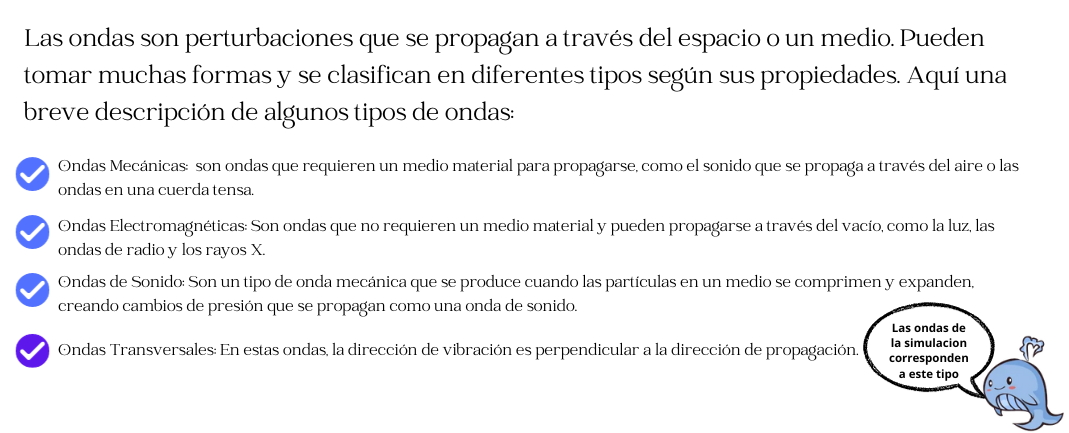 Las ondas son perturbaciones que se propagan a través del espacio o un medio. Pueden
tomar muchas formas y se clasifican en diferentes tipos según sus propiedades. Aquí una
breve descripción de algunos tipos de ondas:
Ondas Mecánicas: son ondas que requieren un medio material para propagarse, como el sonido que se propaga a través del aire o las
ondas en una cuerda tensa.
Ondas Electromagnéticas: Son ondas que no requieren un medio material y pueden propagarse a través del vacío, como la luz, las
ondas de radio y los rayos X.
Ondas de Sonido: Son un tipo de onda mecánica que se produce cuando las partículas en un medio se comprimen y expanden,
creando cambios de presión que se propagan como una onda de sonido.
Ondas Transversales: En estas ondas, la dirección de vibración es perpendicular a la dirección de propagación.
Las ondas de
la simulacion
corresponden
a este tipo